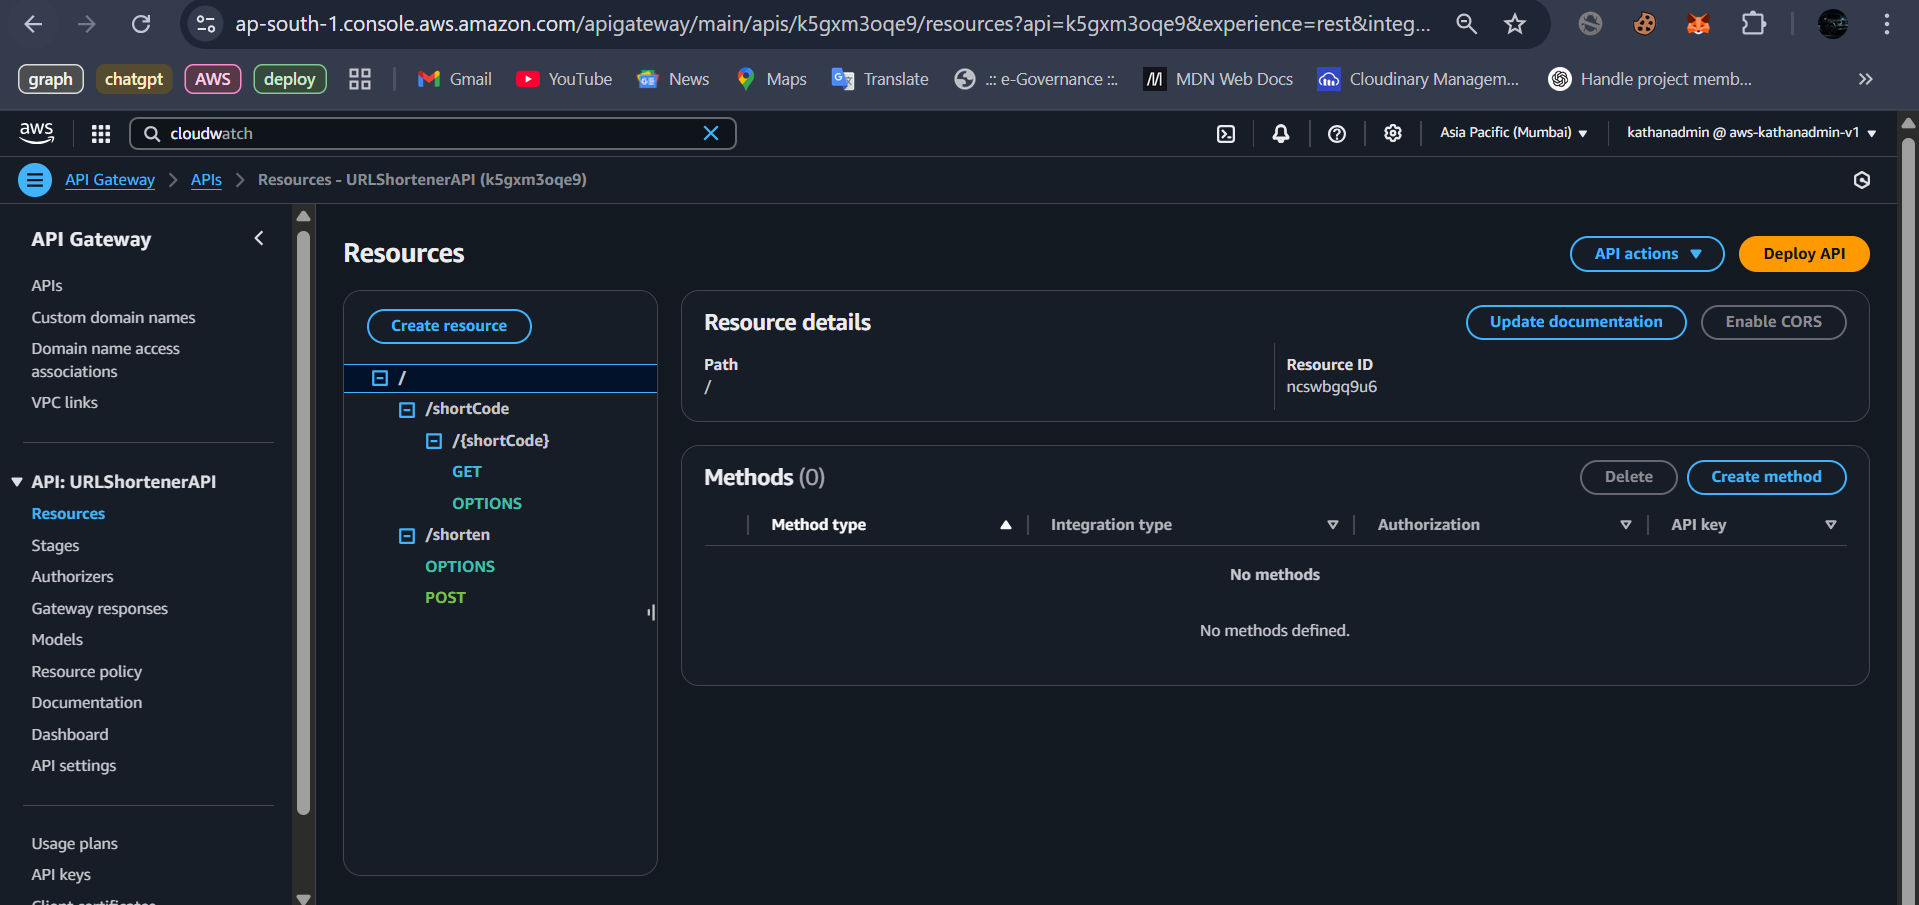 ap-south-1.console.aws.amazon.com/apigateway/main/apis/k5gxm3oqe9/resources?api=k5gxm3oqe9&experience=rest&integ...
graph chatgpt AWS deploy Gmail YouTube News Maps Translate .:: e-Governance ::. MDN Web Docs Cloudinary Managem... Handle project memb...
aws cloudwatch Asia Pacific (Mumbai) kathanadmin @ aws-kathanadmin-v1
API Gateway APIs Resources - URLShortenerAPI (k5gxm3oqe9)
API Gateway
APIs
Custom domain names
Domain name access
associations
VPC links
API: URLShortenerAPI
Resources
Stages
Authorizers
Gateway responses
Models
Resource policy
Documentation
Dashboard
API settings
Usage plans
API keys
Client certificates
Resources
API actions Deploy API
Create resource
/
/shortCode
/{shortCode}
GET
OPTIONS
/shorten
OPTIONS
POST
Resource details
Update documentation Enable CORS
Path
/
Resource ID
ncswbgq9u6
Methods (0)
Delete Create method
Method type Integration type Authorization API key
No methods
No methods defined.